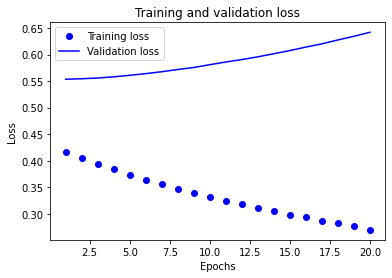 Training and validation loss
Training loss
Validation loss
0.65
0.60
0.55
0.50
0.45
0.40
0.35
0.30
Loss
2.5 5.0 7.5 10.0 12.5 15.0 17.5 20.0
Epochs